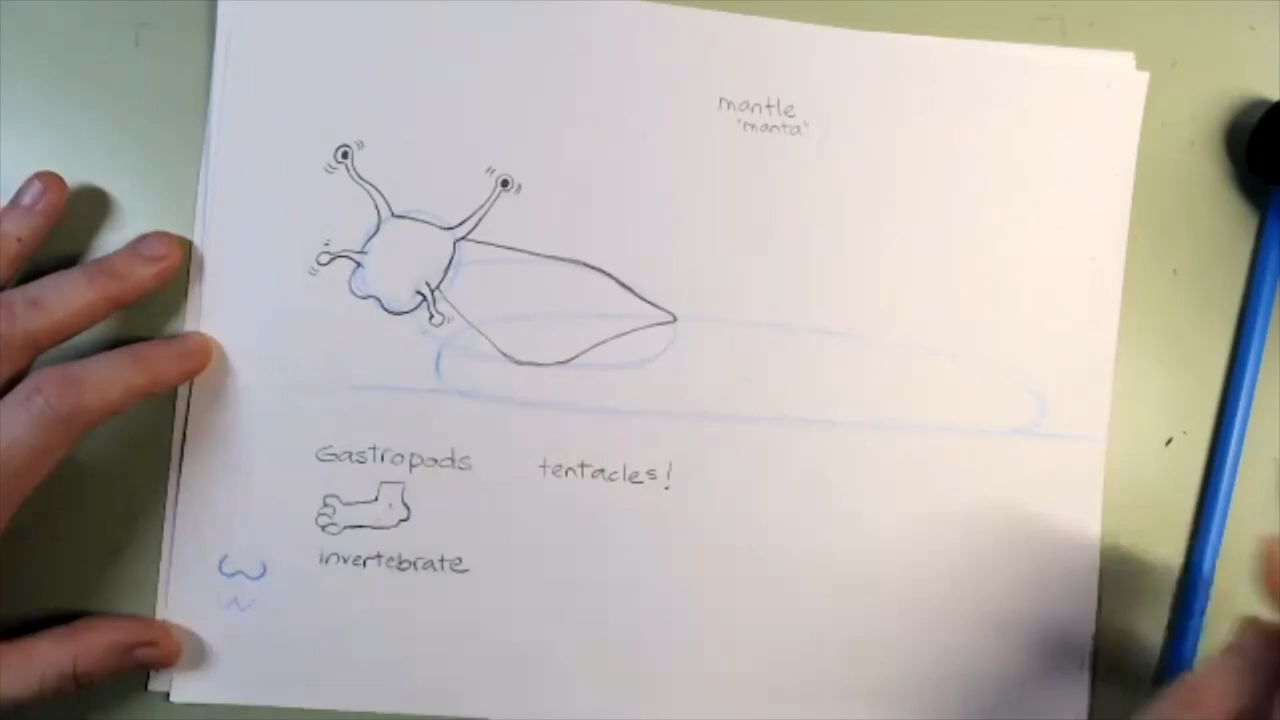 mantle
"manta"
Gastropods
tentacles!
invertebrate